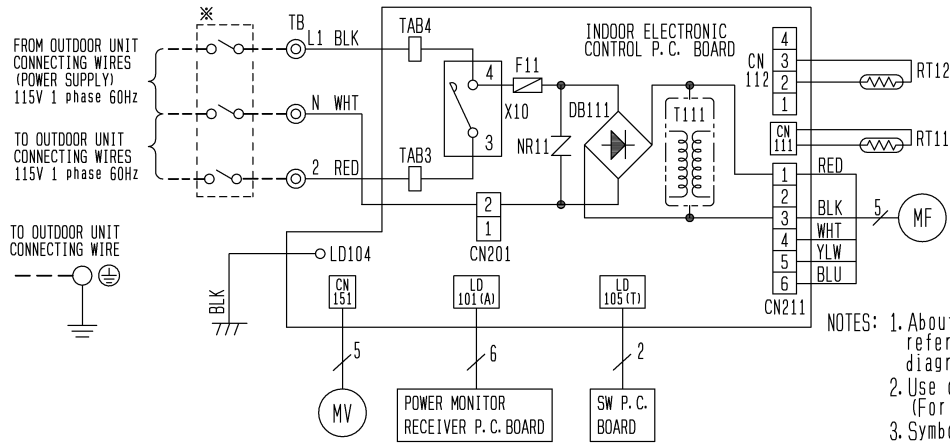 ※
TB
TAB4
FROM OUTDOOR UNIT
CONNECTING WIRES
(POWER SUPPLY)
115V 1 phase 60Hz
L1 BLK
INDOOR ELECTRONIC
CONTROL P.C. BOARD
4
3
2
1
CN
112
RT12
4
F11
X10
3
N WHT
DB111
T111
NR11
CN
111
RT11
TO OUTDOOR UNIT
CONNECTING WIRES
115V 1 phase 60Hz
2 RED
TAB3
1
2
3
4
5
6
RED
BLK
WHT
YLW
BLU
5
MF
CN211
2
1
CN201
TO OUTDOOR UNIT
CONNECTING WIRE
LD104
BLK
CN
151
LD
101(A)
LD
105(T)
5
6
2
MV
POWER MONITOR
RECEIVER P.C.BOARD
SW P.C.
BOARD
NOTES: 1. About
refer
diagr
2. Use
(For
3. Symb